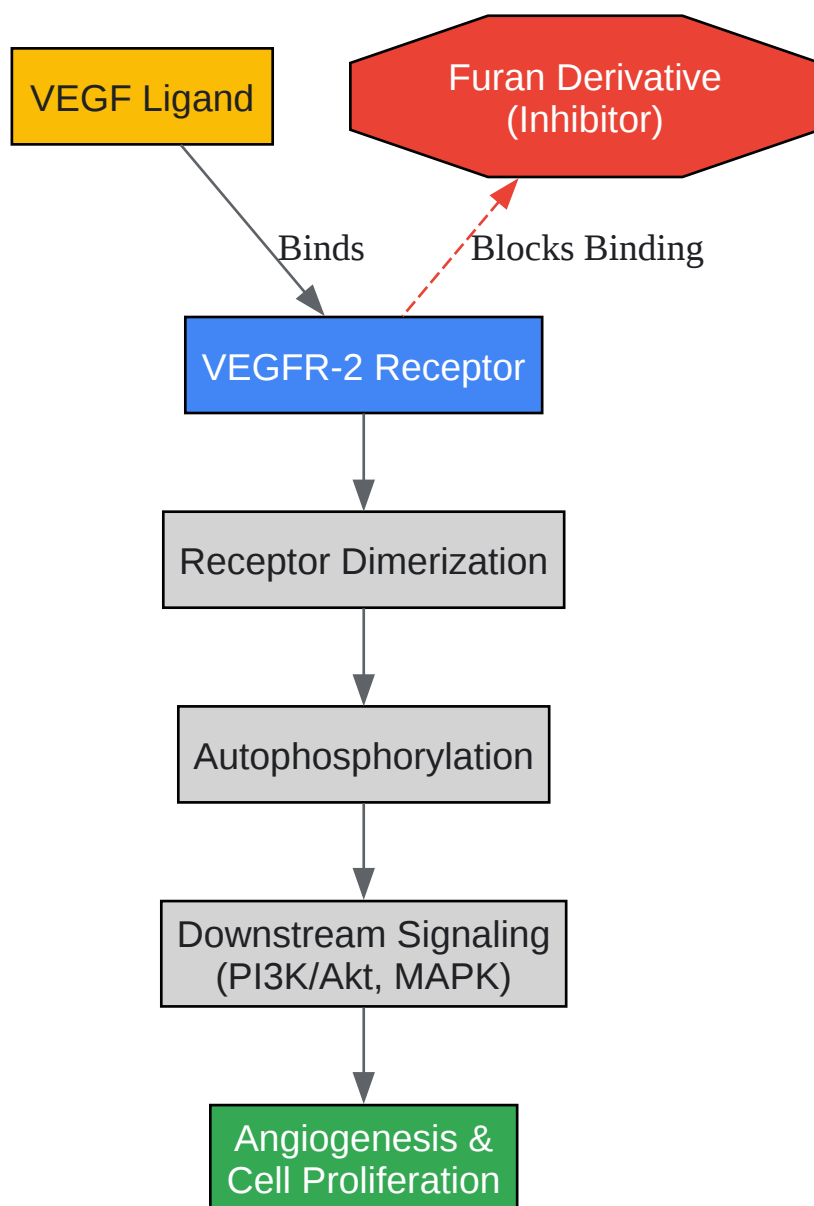 VEGF Ligand
Furan Derivative
(Inhibitor)
Binds
Blocks Binding
VEGFR-2 Receptor
Receptor Dimerization
Autophosphorylation
Downstream Signaling
(PI3K/Akt, MAPK)
Angiogenesis &
Cell Proliferation